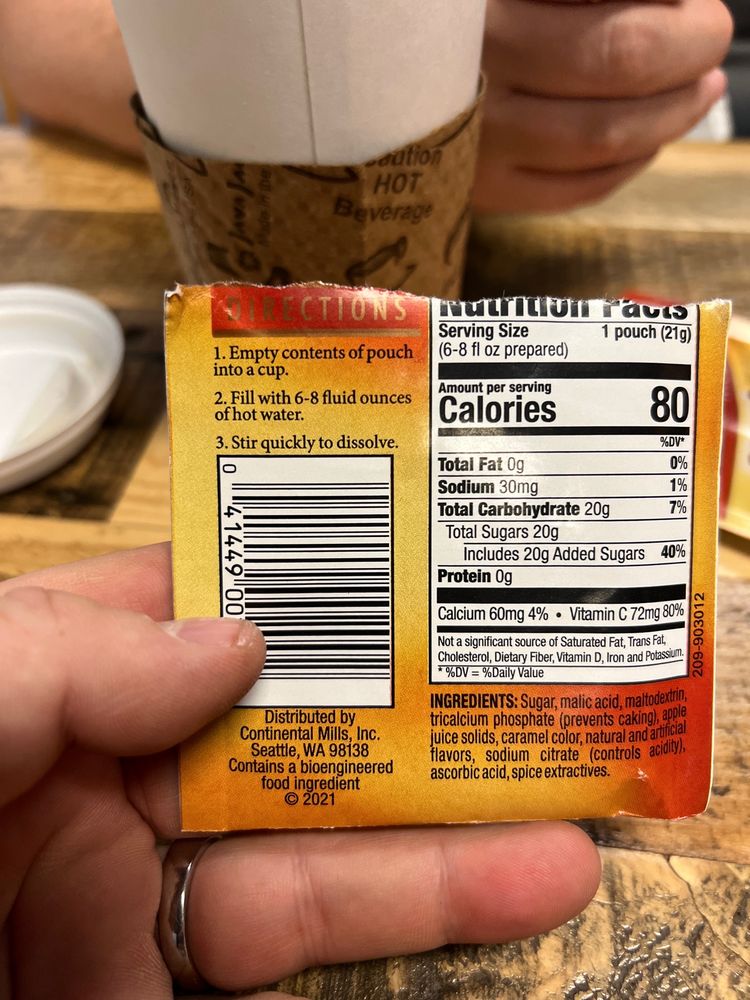 Caution
HOT
Beverage
Java
Made in the
DIRECTIONS
1. Empty contents of pouch
into a cup.
2. Fill with 6-8 fluid ounces
of hot water.
3. Stir quickly to dissolve.
0
41449 00
Distributed by
Continental Mills, Inc.
Seattle, WA 98138
Contains a bioengineered
food ingredient
© 2021
Nutrition Facts
Serving Size 1 pouch (21g)
(6-8 fl oz prepared)
Amount per serving
Calories 80
%DV*
Total Fat 0g 0%
Sodium 30mg 1%
Total Carbohydrate 20g 7%
Total Sugars 20g
Includes 20g Added Sugars 40%
Protein 0g
Calcium 60mg 4% • Vitamin C 72mg 80%
Not a significant source of Saturated Fat, Trans Fat,
Cholesterol, Dietary Fiber, Vitamin D, Iron and Potassium.
* %DV = %Daily Value
209-903012
INGREDIENTS: Sugar, malic acid, maltodextrin,
tricalcium phosphate (prevents caking), apple
juice solids, caramel color, natural and artificial
flavors, sodium citrate (controls acidity),
ascorbic acid, spice extractives.